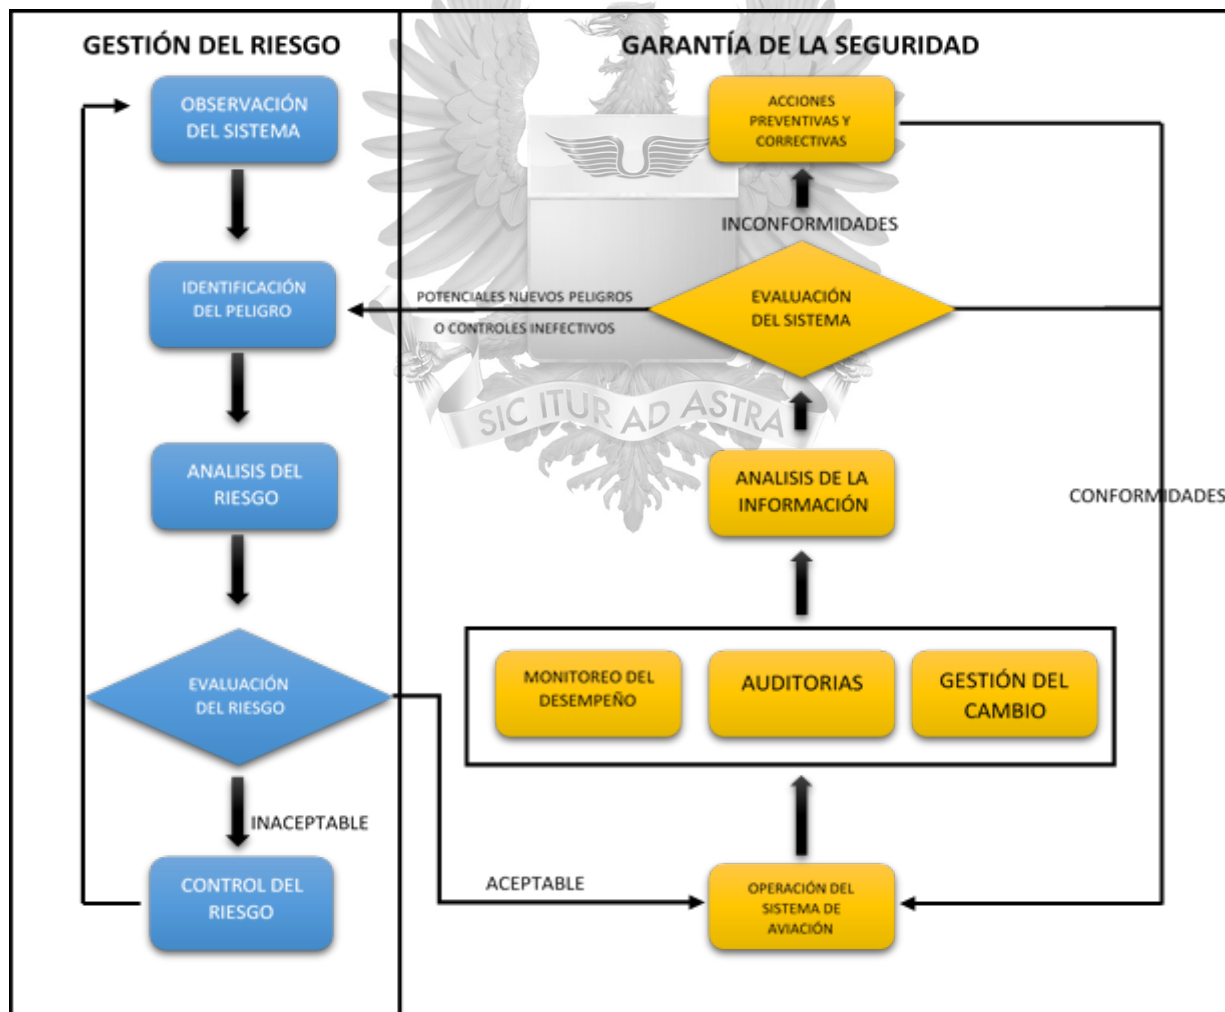 GESTIÓN DEL RIESGO
OBSERVACIÓN
DEL SISTEMA
IDENTIFICACIÓN
DEL PELIGRO
ANALISIS DEL
RIESGO
EVALUACIÓN
DEL RIESGO
INACEPTABLE
CONTROL DEL
RIESGO
GARANTÍA DE LA SEGURIDAD
ACCIONES
PREVENTIVAS Y
CORRECTIVAS
INCONFORMIDADES
EVALUACIÓN
DEL SISTEMA
POTENCIALES NUEVOS PELIGROS
O CONTROLES INEFECTIVOS
SIC ITUR AD ASTRA
ANALISIS DE LA
INFORMACIÓN
CONFORMIDADES
MONITOREO DEL
DESEMPEÑO
AUDITORIAS
GESTIÓN DEL
CAMBIO
ACEPTABLE
OPERACIÓN DEL
SISTEMA DE
AVIACIÓN